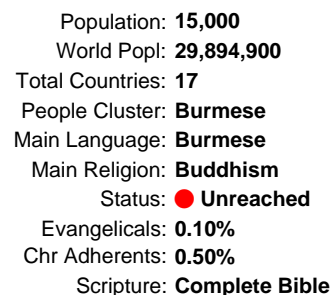 Population: 15,000
World Popl: 29,894,900
Total Countries: 17
People Cluster: Burmese
Main Language: Burmese
Main Religion: Buddhism
Status: Unreached
Evangelicals: 0.10%
Chr Adherents: 0.50%
Scripture: Complete Bible